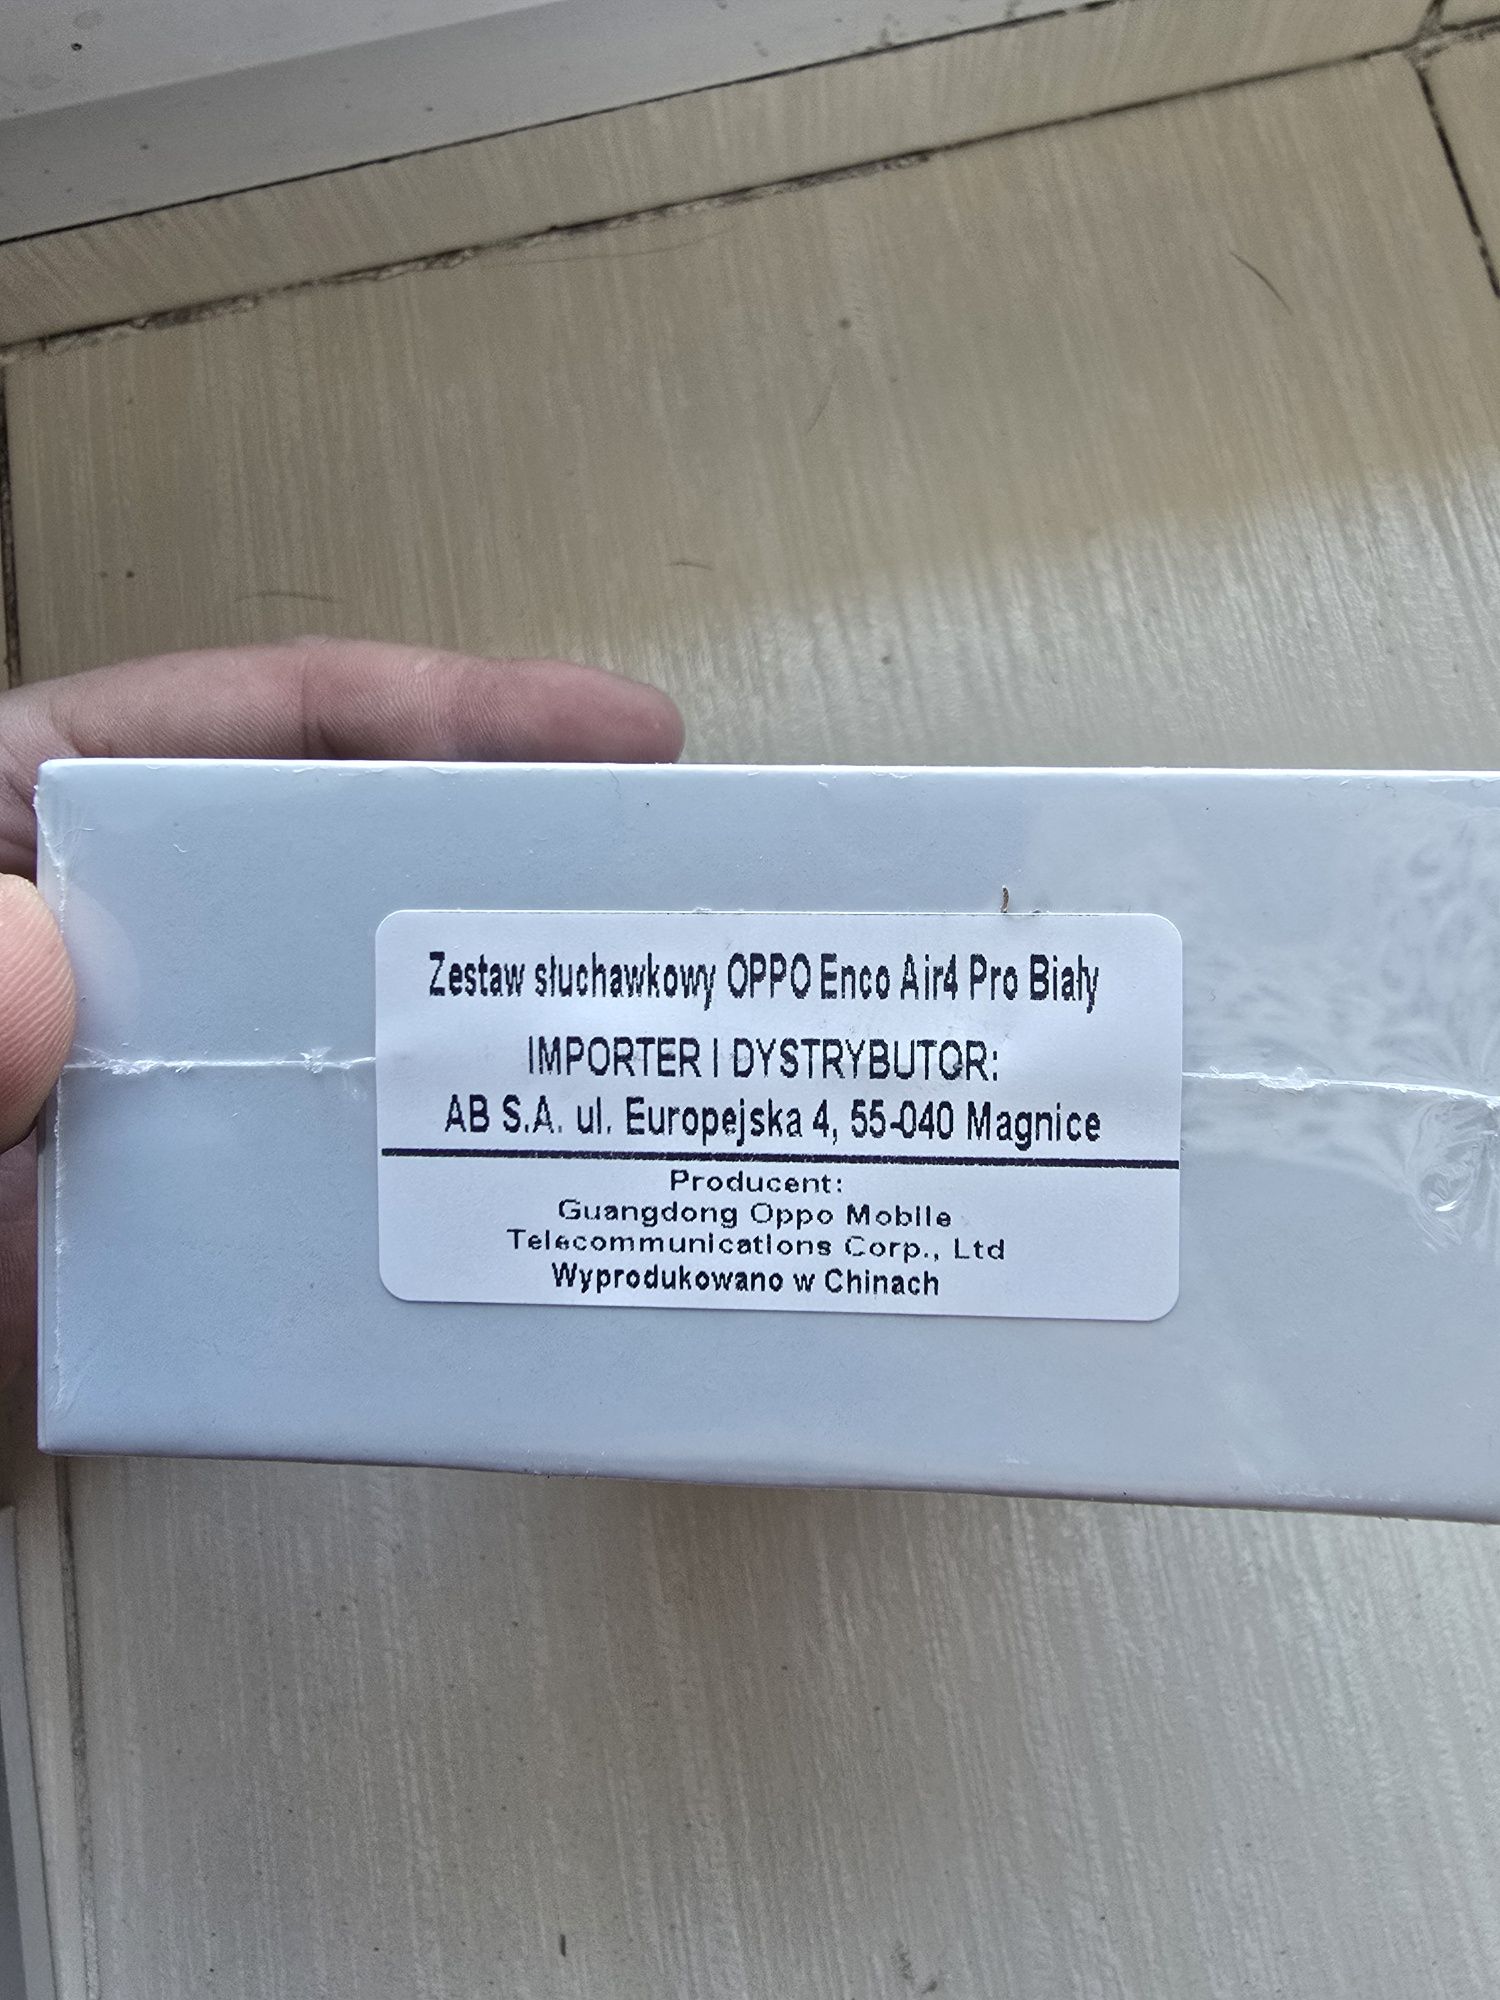 Zestaw słuchawkowy OPPO Enco Air4 Pro Biały
IMPORTER I DYSTRYBUTOR:
AB S.A. ul. Europejska 4, 55-040 Magnice
Producent:
Guangdong Oppo Mobile
Telecommunications Corp., Ltd
Wyprodukowano w Chinach